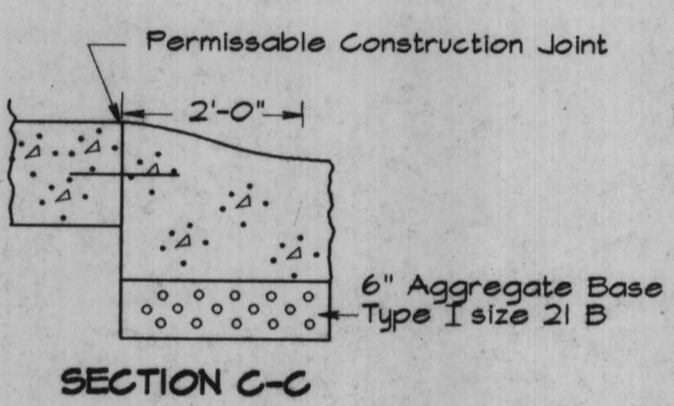 Permissable Construction Joint
2'-0"
6" Aggregate Base
Type I size 21 B
SECTION C-C